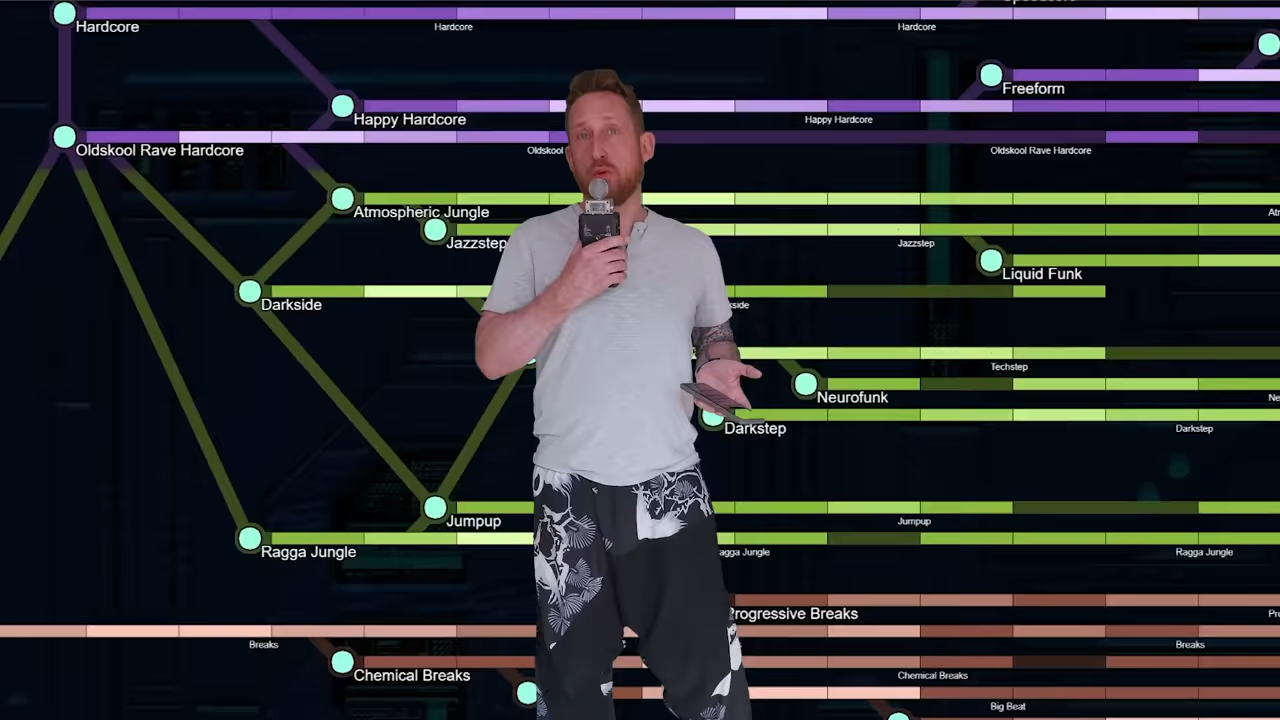 Hardcore
Hardcore
Hardcore
Freeform
Happy Hardcore
Happy Hardcore
Oldskool Rave Hardcore
Oldskool
Oldskool Rave Hardcore
Atmospheric Jungle
Jazzstep
Jazzstep
Liquid Funk
Darkside
Techstep
Neurofunk
Darkstep
Darkstep
Jumpup
Jumpup
Ragga Jungle
agga Jungle
Ragga Jungle
Progressive Breaks
Breaks
Breaks
Chemical Breaks
Chemical Breaks
Big Beat